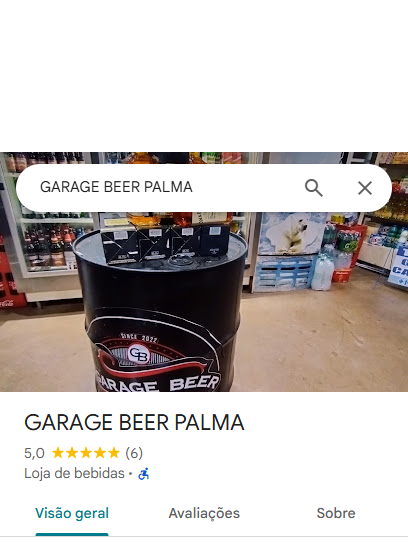 GARAGE BEER PALMA
SINCE 2022
GB
GARAGE BEER
GARAGE BEER PALMA
5,0 ★★★★★ (6)
Loja de bebidas ·
Visão geral
Avaliações
Sobre